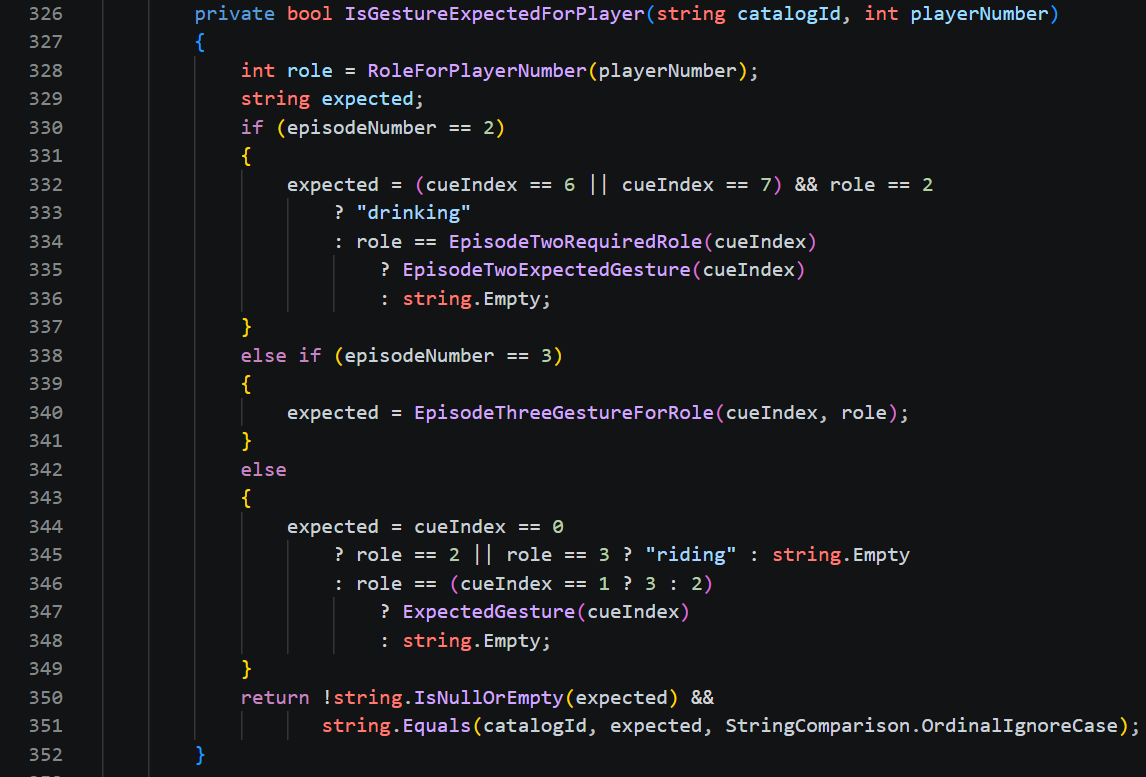 326 private bool IsGestureExpectedForPlayer(string catalogId, int playerNumber)
327 {
328 int role = RoleForPlayerNumber(playerNumber);
329 string expected;
330 if (episodeNumber == 2)
331 {
332 expected = (cueIndex == 6 || cueIndex == 7) && role == 2
333 ? "drinking"
334 : role == EpisodeTwoRequiredRole(cueIndex)
335 ? EpisodeTwoExpectedGesture(cueIndex)
336 : string.Empty;
337 }
338 else if (episodeNumber == 3)
339 {
340 expected = EpisodeThreeGestureForRole(cueIndex, role);
341 }
342 else
343 {
344 expected = cueIndex == 0
345 ? role == 2 || role == 3 ? "riding" : string.Empty
346 : role == (cueIndex == 1 ? 3 : 2)
347 ? ExpectedGesture(cueIndex)
348 : string.Empty;
349 }
350 return !string.IsNullOrEmpty(expected) &&
351 string.Equals(catalogId, expected, StringComparison.OrdinalIgnoreCase);
352 }